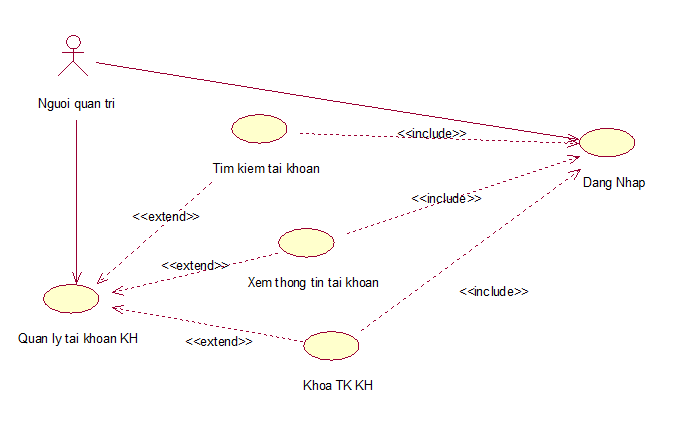 Nguoi quan tri
<<include>>
Tim kiem tai khoan
Dang Nhap
<<include>>
<<extend>>
<<extend>>
Xem thong tin tai khoan
<<include>>
Quan ly tai khoan KH
<<extend>>
Khoa TK KH